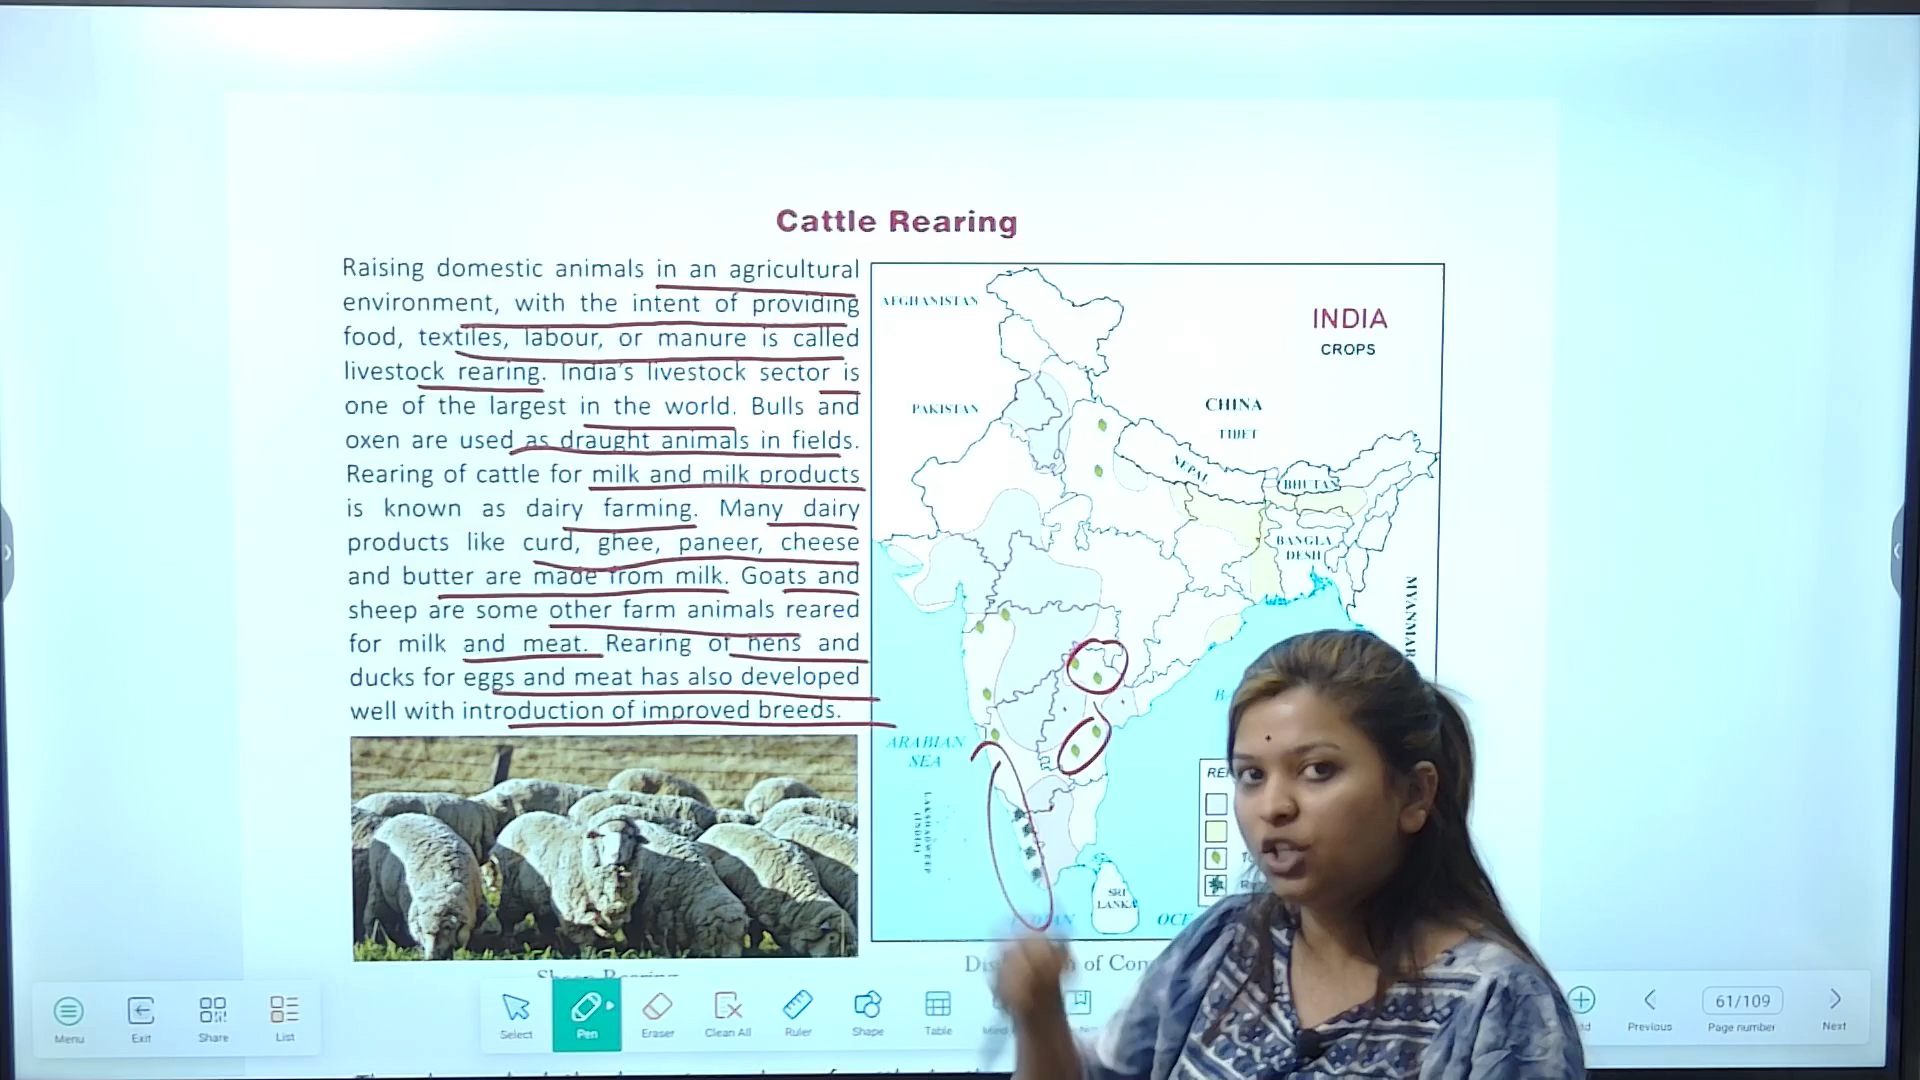 Cattle Rearing
Raising domestic animals in an agricultural
environment, with the intent of providing
food, textiles, labour, or manure is called
livestock rearing. India's livestock sector is
one of the largest in the world. Bulls and
oxen are used as draught animals in fields.
Rearing of cattle for milk and milk products
is known as dairy farming. Many dairy
products like curd, ghee, paneer, cheese
and butter are made from milk. Goats and
sheep are some other farm animals reared
for milk and meat. Rearing of hens and
ducks for eggs and meat has also developed
well with introduction of improved breeds.
Sheep Rearing
INDIA
CROPS
AFGHANISTAN
PAKISTAN
CHINA
TIBET
NEPAL
BHUTAN
BANGLA
DESH
MYANMAR
ARABIAN
SEA
LAKSHADWEEP
(INDIA)
SRI
LANKA
INDIAN
of
Menu
Exit
Share
List
Select
Pen
Eraser
Clean All
Ruler
Shape
Table
Previous
61/109
Page number
Next